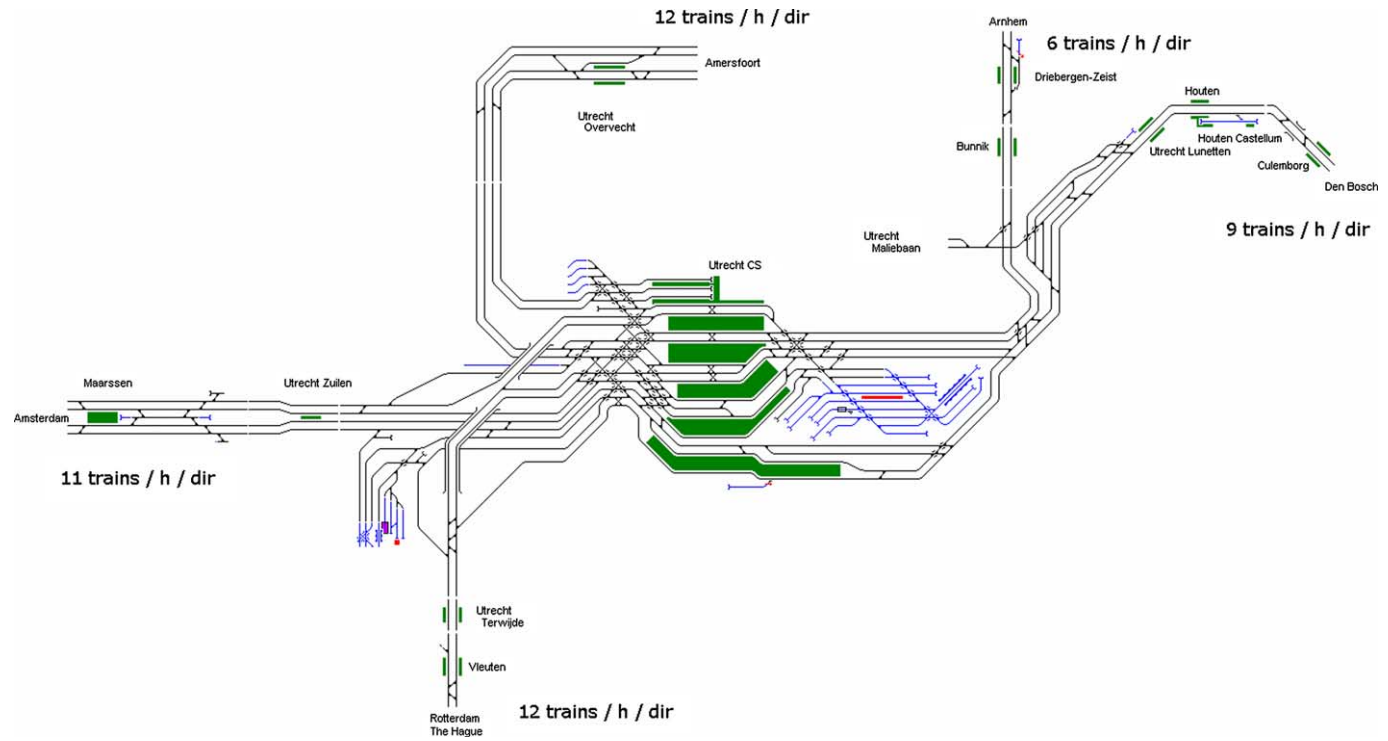 12 trains / h / dir
Arnhem
6 trains / h / dir
Amersfoort
Driebergen-Zeist
Houten
Utrecht
Overvecht
Bunnik
Houten Castellum
Utrecht Lunetten
Culemborg
Den Bosch
Utrecht
Maliebaan
9 trains / h / dir
Utrecht CS
Maarssen
Utrecht Zuilen
Amsterdam
11 trains / h / dir
Utrecht
Terwijde
Vleuten
12 trains / h / dir
Rotterdam
The Hague